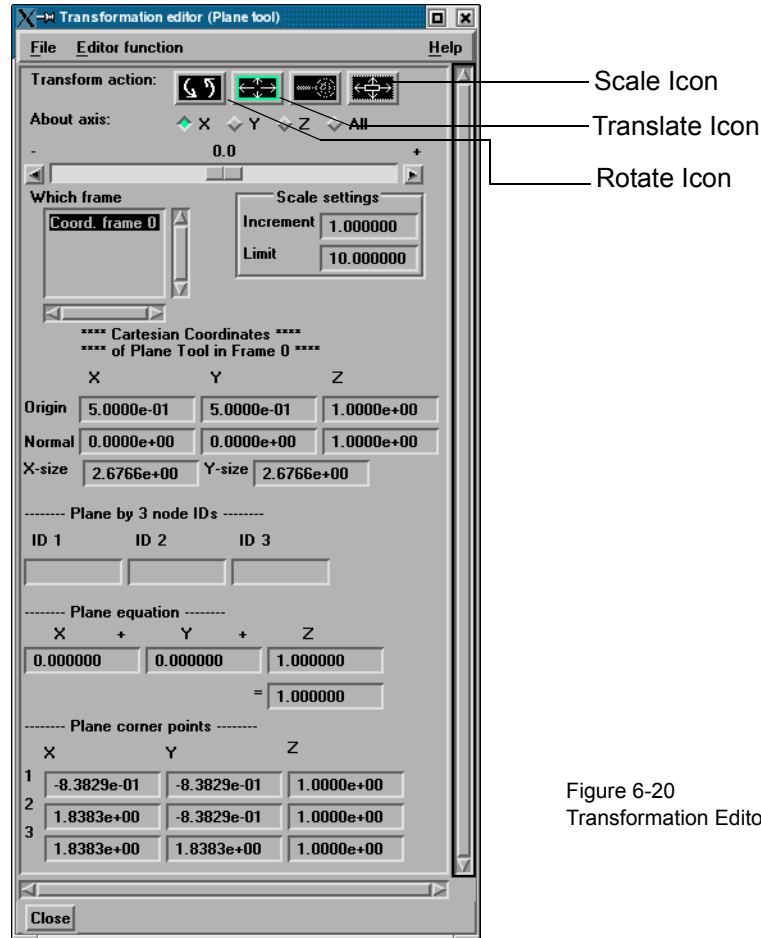 Transformation editor (Plane tool)
File Editor function Help
Transform action:
Scale Icon
About axis: X Y Z All
Translate Icon
- 0.0 +
Rotate Icon
Which frame
Coord. frame 0
Scale settings
Increment 1.000000
Limit 10.000000
**** Cartesian Coordinates ****
**** of Plane Tool in Frame 0 ****
X Y Z
Origin 5.0000e-01 5.0000e-01 1.0000e+00
Normal 0.0000e+00 0.0000e+00 1.0000e+00
X-size 2.6766e+00 Y-size 2.6766e+00
-------- Plane by 3 node IDs --------
ID 1 ID 2 ID 3
-------- Plane equation --------
X + Y + Z
0.000000 0.000000 1.000000
= 1.000000
-------- Plane corner points --------
X Y Z
1 -8.3829e-01 -8.3829e-01 1.0000e+00
2 1.8383e+00 -8.3829e-01 1.0000e+00
3 1.8383e+00 1.8383e+00 1.0000e+00
Close
Figure 6-20
Transformation Edito